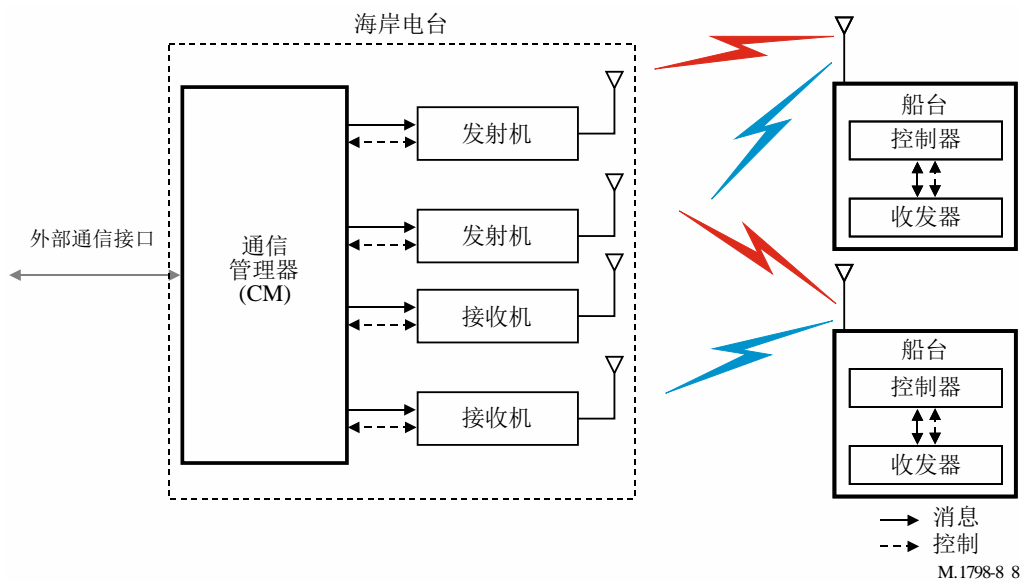 海岸电台
外部通信接口
通信
管理器
(CM)
发射机
发射机
接收机
接收机
船台
控制器
收发器
船台
控制器
收发器
消息
控制
M.1798-8 8